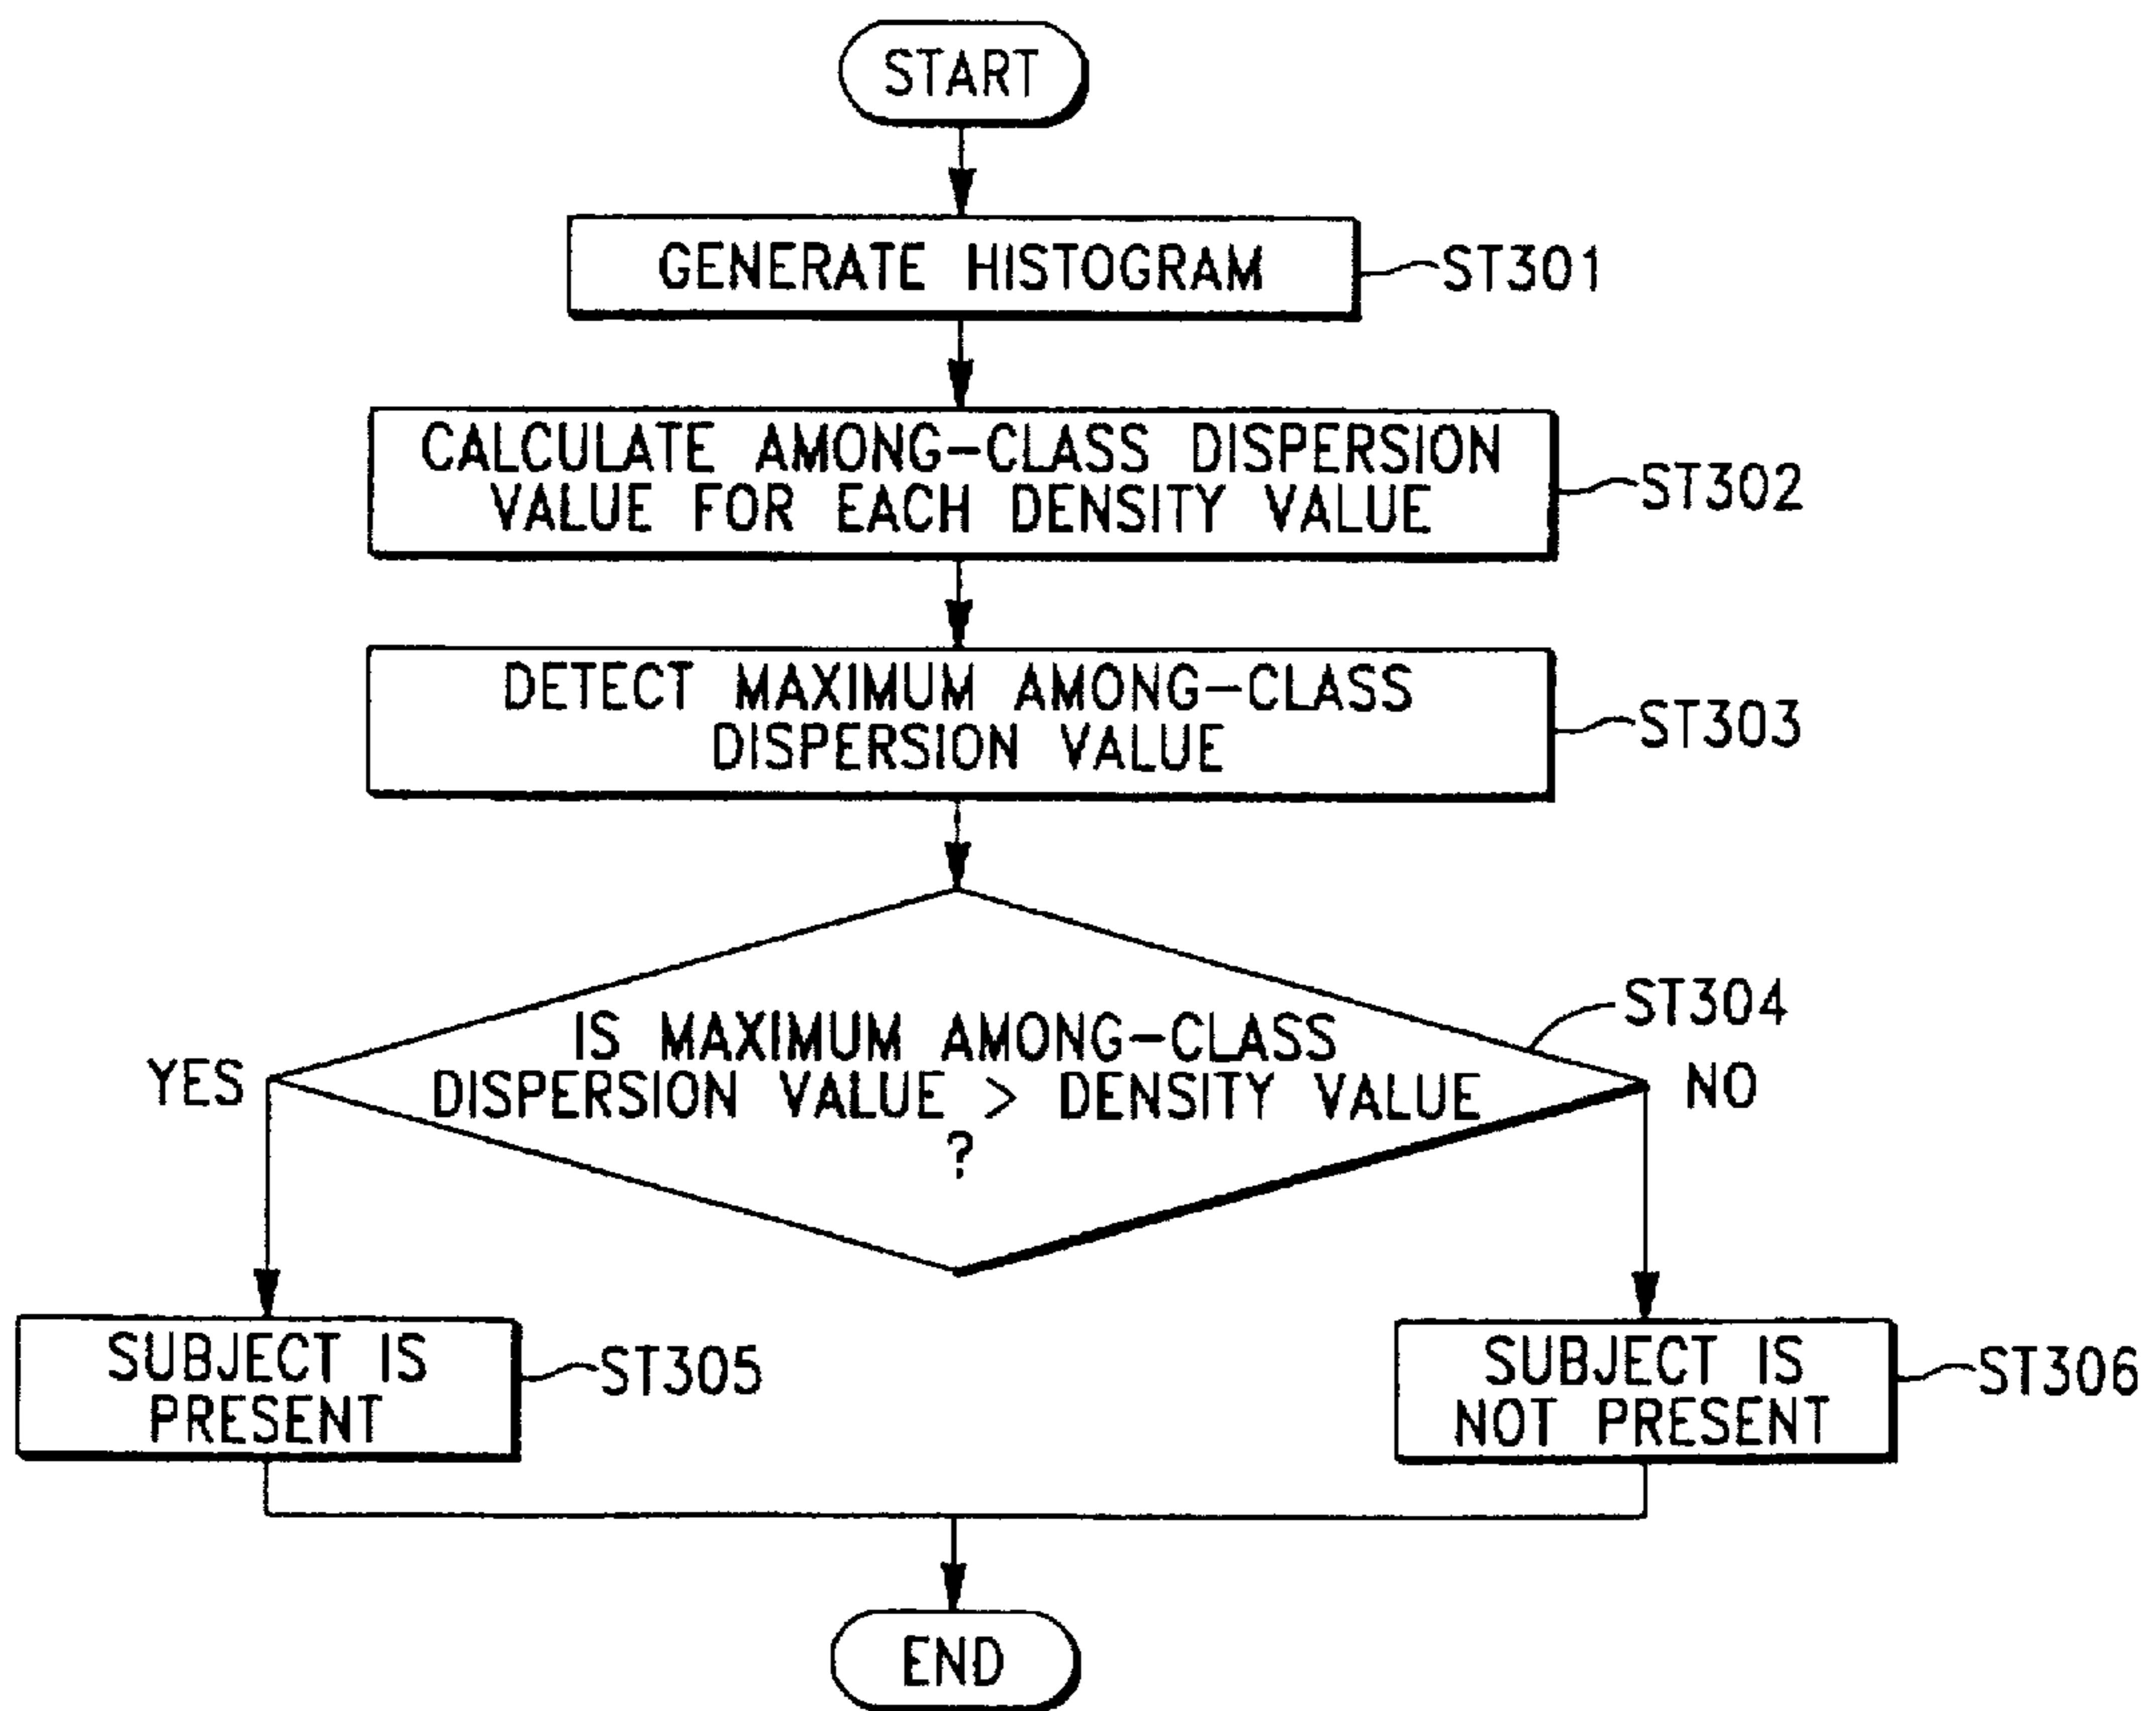 START
GENERATE HISTOGRAM
ST301
CALCULATE AMONG-CLASS DISPERSION
VALUE FOR EACH DENSITY VALUE
ST302
DETECT MAXIMUM AMONG-CLASS
DISPERSION VALUE
ST303
ST304
IS MAXIMUM AMONG-CLASS
DISPERSION VALUE > DENSITY VALUE
?
YES
NO
SUBJECT IS
PRESENT
ST305
SUBJECT IS
NOT PRESENT
ST306
END